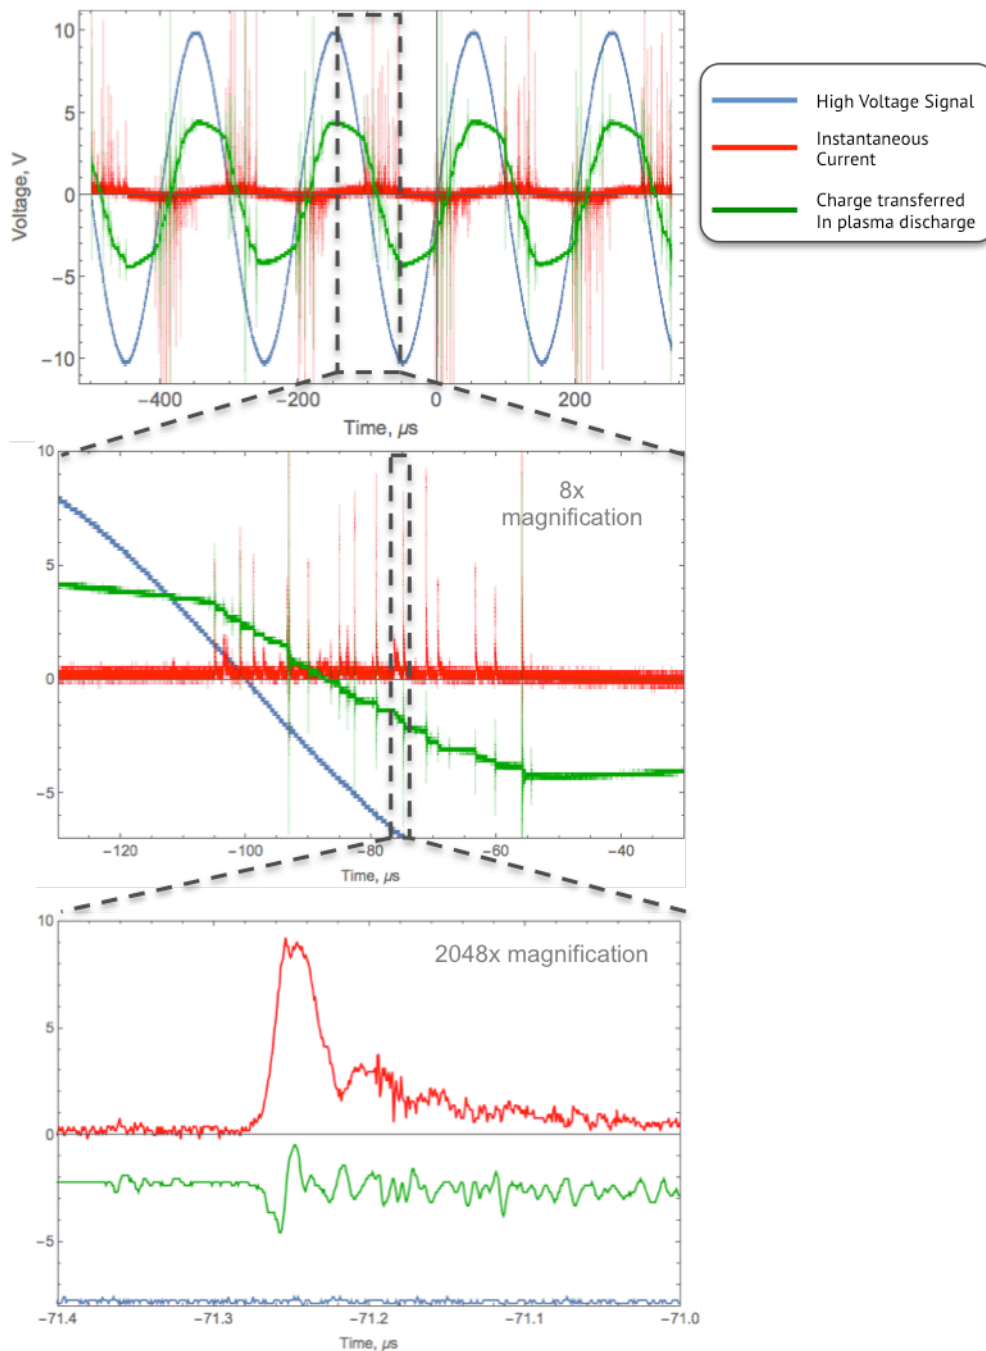 10
5
0
−5
−10
Voltage, V
−400
−200
0
200
Time, μs
High Voltage Signal
Instantaneous
Current
Charge transferred
In plasma discharge
10
5
0
−5
8x
magnification
−120
−100
−80
−60
−40
Time, μs
10
5
0
−5
2048x magnification
−71.4
−71.3
−71.2
−71.1
−71.0
Time, μs